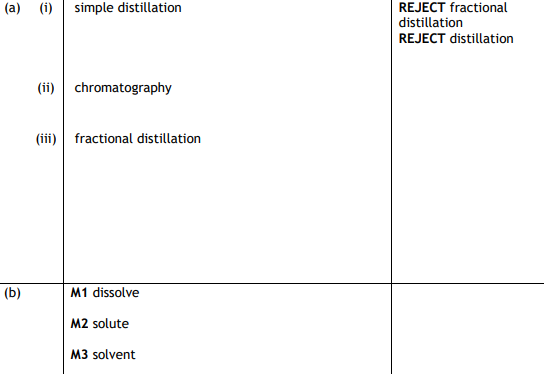 (a) (i) simple distillation REJECT fractional
distillation
REJECT distillation
(ii) chromatography
(iii) fractional distillation
(b) M1 dissolve
M2 solute
M3 solvent